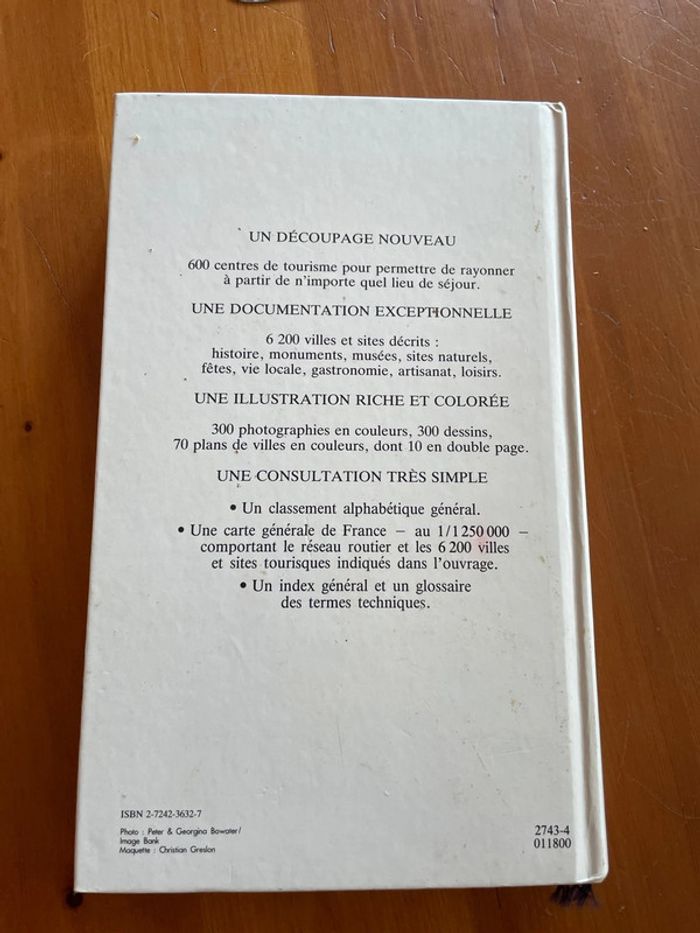 UN DÉCOUPAGE NOUVEAU
600 centres de tourisme pour permettre de rayonner
à partir de n'importe quel lieu de séjour.
UNE DOCUMENTATION EXCEPTIONNELLE
6 200 villes et sites décrits :
histoire, monuments, musées, sites naturels,
fêtes, vie locale, gastronomie, artisanat, loisirs.
UNE ILLUSTRATION RICHE ET COLORÉE
300 photographies en couleurs, 300 dessins,
70 plans de villes en couleurs, dont 10 en double page.
UNE CONSULTATION TRÈS SIMPLE
• Un classement alphabétique général.
• Une carte générale de France – au 1/1 250 000 –
comportant le réseau routier et les 6 200 villes
et sites tourisques indiqués dans l'ouvrage.
• Un index général et un glossaire
des termes techniques.
ISBN 2-7242-3632-7
Photo : Peter & Georgina Bowater/
Image Bank
Maquette : Christian Greslon
2743-4
011800